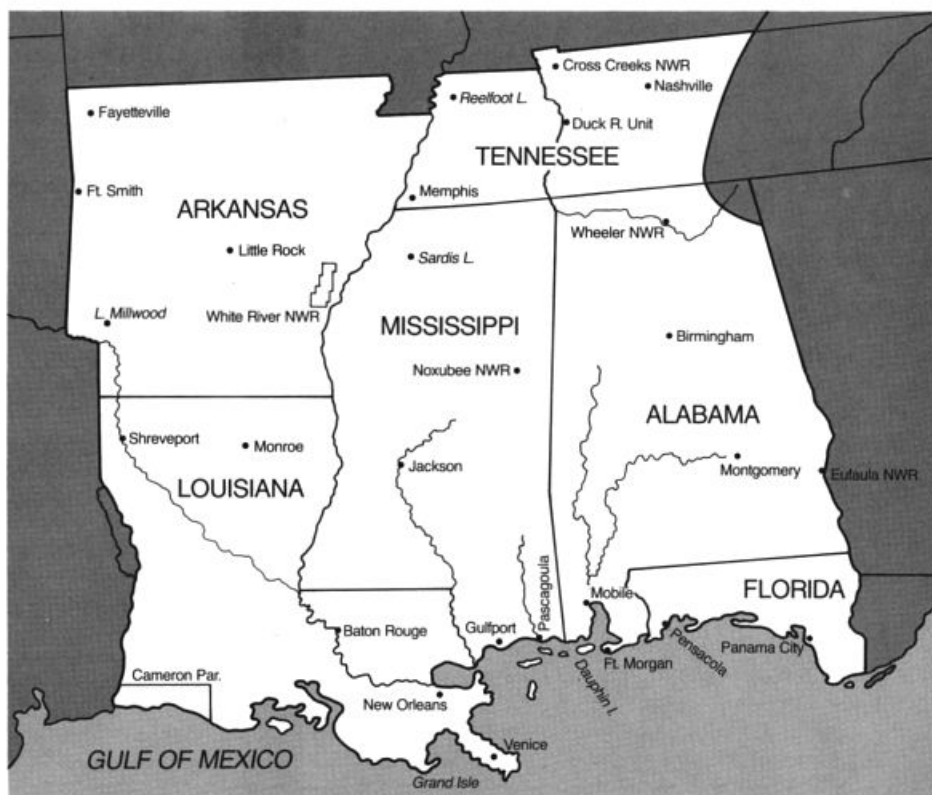 Cross Creeks NWR
Nashville
Reelfoot L.
Fayetteville
Duck R. Unit
TENNESSEE
Ft. Smith
Memphis
ARKANSAS
Wheeler NWR
Little Rock
Sardis L.
L. Millwood
White River NWR
MISSISSIPPI
Birmingham
Noxubee NWR
ALABAMA
Shreveport
Monroe
Jackson
Montgomery
Eufaula NWR
LOUISIANA
FLORIDA
Mobile
Pascagoula
Baton Rouge
Gulfport
Pensacola
Panama City
Ft. Morgan
Dauphin I.
Cameron Par.
New Orleans
Venice
GULF OF MEXICO
Grand Isle